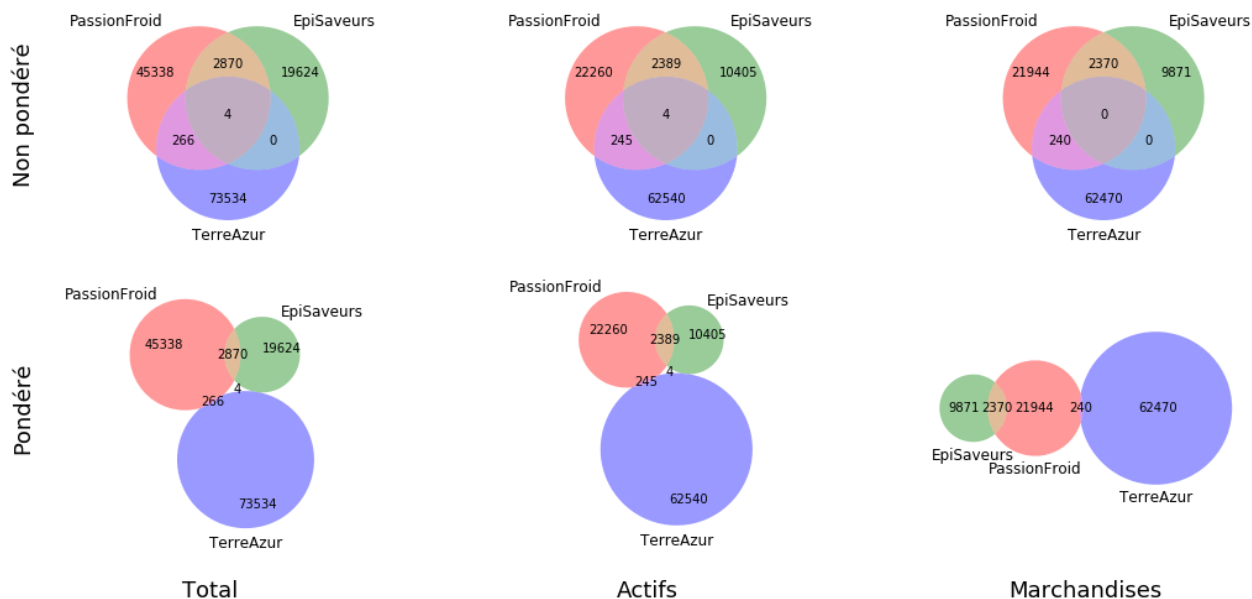 PassionFroid
EpiSaveurs
45338
2870
19624
4
266
0
73534
TerreAzur
PassionFroid
EpiSaveurs
22260
2389
10405
4
245
0
62540
TerreAzur
PassionFroid
EpiSaveurs
21944
2370
9871
0
240
0
62470
TerreAzur
Non pondéré
PassionFroid
EpiSaveurs
45338
2870
19624
4
266
73534
TerreAzur
PassionFroid
EpiSaveurs
22260
2389
10405
4
245
62540
TerreAzur
9871
2370
21944
240
62470
EpiSaveurs
PassionFroid
TerreAzur
Pondéré
Total
Actifs
Marchandises